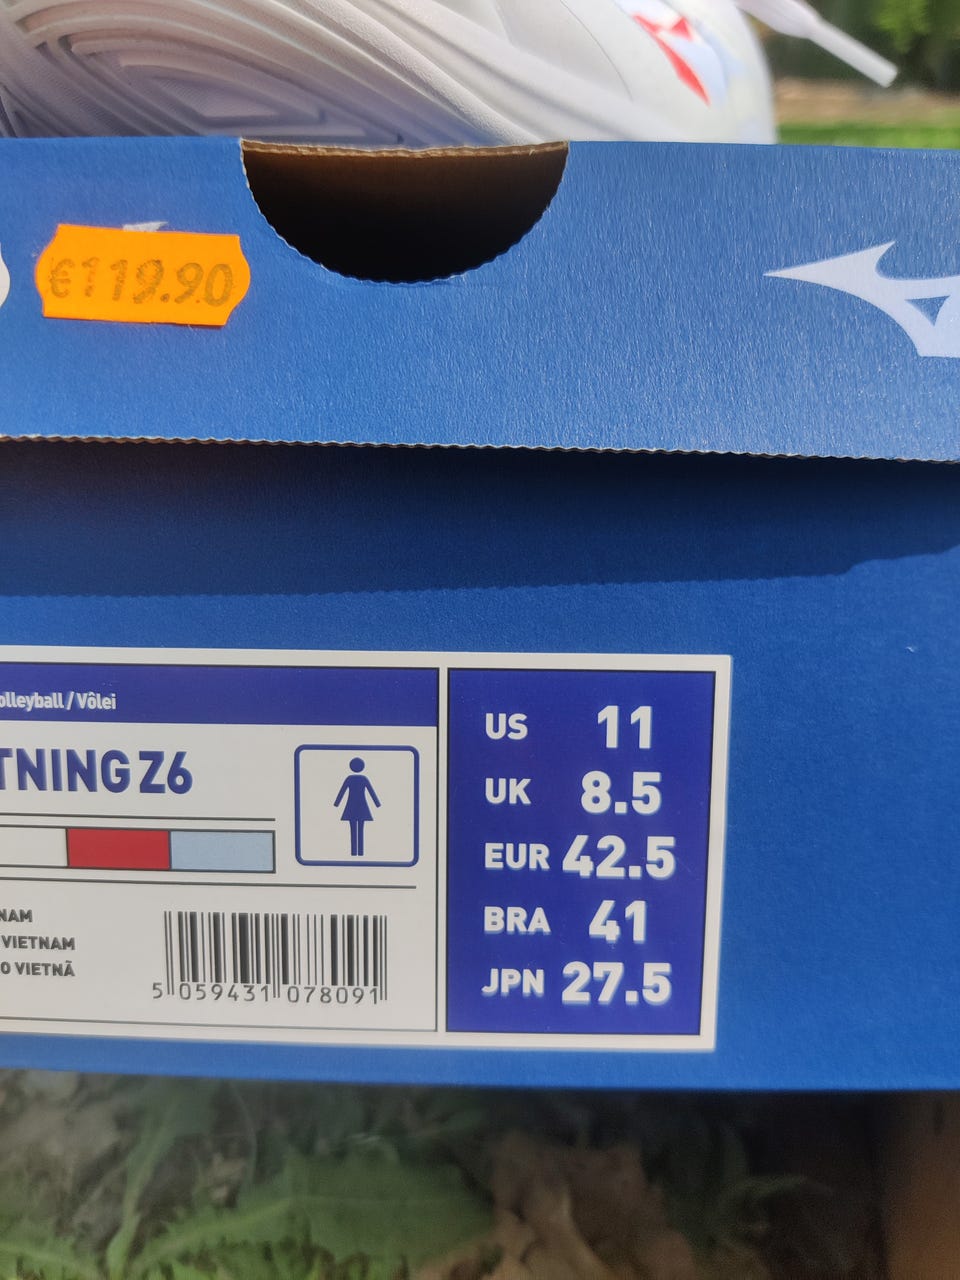 €119.90
olleyball / Vôlei
TNING Z6
NAM
VIETNAM
O VIETNÃ
5 059431 078091
US 11
UK 8.5
EUR 42.5
BRA 41
JPN 27.5